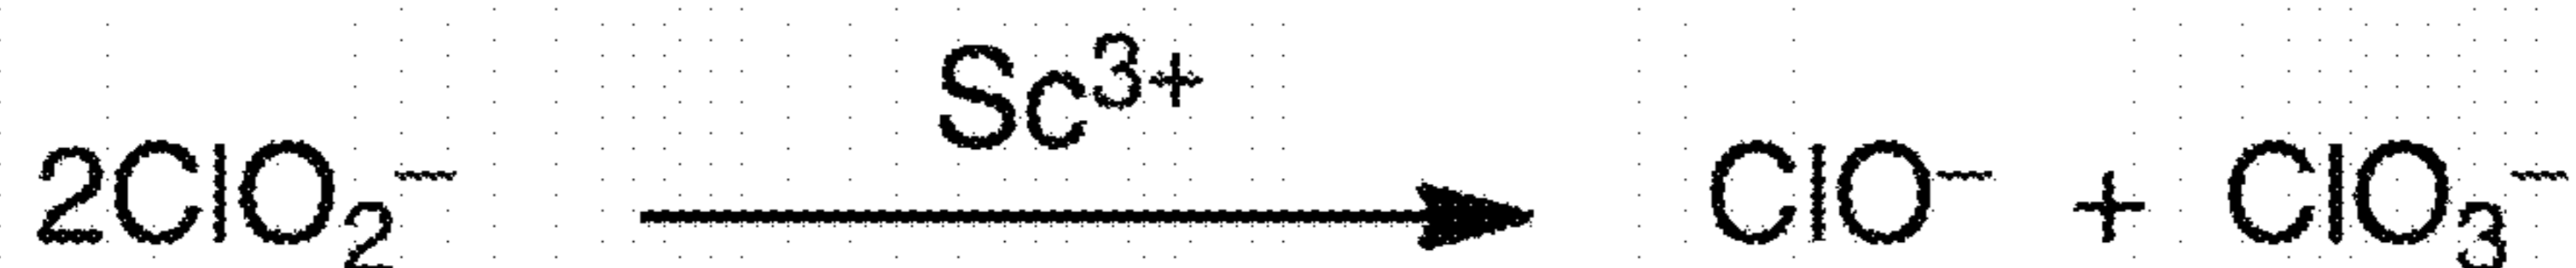 Sc³⁺
2ClO₂⁻ → ClO⁻ + ClO₃⁻